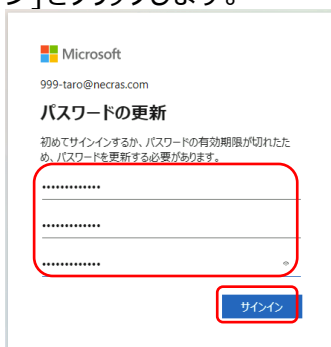 ン」をクリックします。
Microsoft
999-taro@necras.com
パスワードの更新
初めてサインインするか、パスワードの有効期限が切れたた
め、パスワードを更新する必要があります。
•••••••••••••
•••••••••••••
•••••••••••••
サインイン